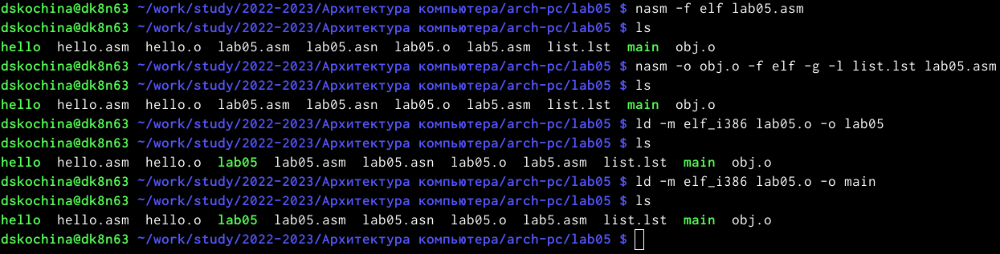 dskochina@dk8n63 ~/work/study/2022-2023/Архитектура компьютера/arch-pc/lab05 $ nasm -f elf lab05.asm
dskochina@dk8n63 ~/work/study/2022-2023/Архитектура компьютера/arch-pc/lab05 $ ls
hello  hello.asm  hello.o  lab05.asm  lab05.asn  lab05.o  lab5.asm  list.lst  main  obj.o
dskochina@dk8n63 ~/work/study/2022-2023/Архитектура компьютера/arch-pc/lab05 $ nasm -o obj.o -f elf -g -l list.lst lab05.asm
dskochina@dk8n63 ~/work/study/2022-2023/Архитектура компьютера/arch-pc/lab05 $ ls
hello  hello.asm  hello.o  lab05.asm  lab05.asn  lab05.o  lab5.asm  list.lst  main  obj.o
dskochina@dk8n63 ~/work/study/2022-2023/Архитектура компьютера/arch-pc/lab05 $ ld -m elf_i386 lab05.o -o lab05
dskochina@dk8n63 ~/work/study/2022-2023/Архитектура компьютера/arch-pc/lab05 $ ls
hello  hello.asm  hello.o  lab05  lab05.asm  lab05.asn  lab05.o  lab5.asm  list.lst  main  obj.o
dskochina@dk8n63 ~/work/study/2022-2023/Архитектура компьютера/arch-pc/lab05 $ ld -m elf_i386 lab05.o -o main
dskochina@dk8n63 ~/work/study/2022-2023/Архитектура компьютера/arch-pc/lab05 $ ls
hello  hello.asm  hello.o  lab05  lab05.asm  lab05.asn  lab05.o  lab5.asm  list.lst  main  obj.o
dskochina@dk8n63 ~/work/study/2022-2023/Архитектура компьютера/arch-pc/lab05 $